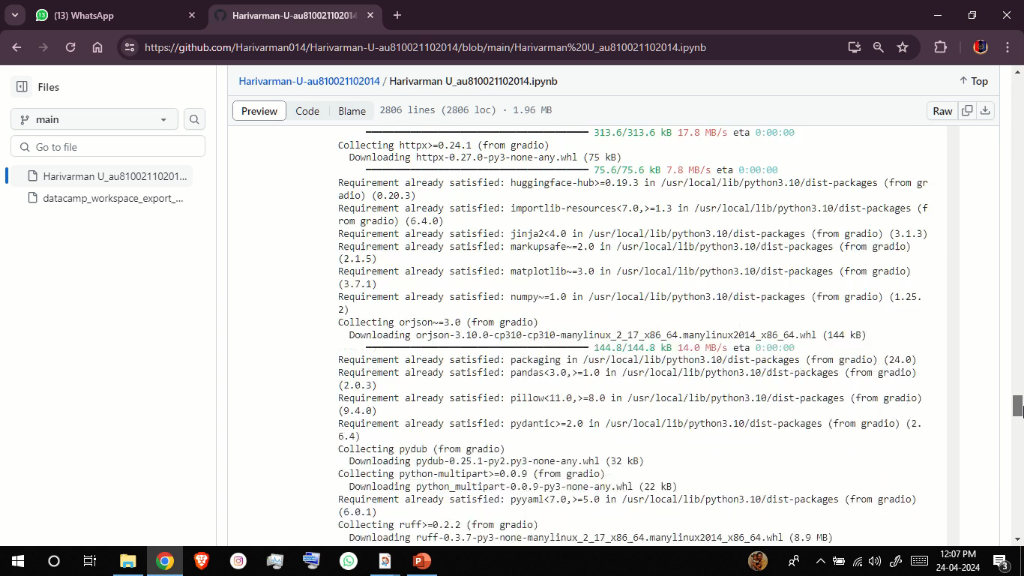 (13) WhatsApp
Harivarman-U-au810021102014
https://github.com/Harivarman014/Harivarman-U-au810021102014/blob/main/Harivarman%20U_au810021102014.ipynb
Files
Harivarman-U-au810021102014 / Harivarman U_au810021102014.ipynb
Top
main
Preview
Code
Blame
2806 lines (2806 loc) · 1.96 MB
Raw
Go to file
Harivarman U_au81002110201...
datacamp_workspace_export_...
313.6/313.6 kB 17.8 MB/s eta 0:00:00
Collecting httpx>=0.24.1 (from gradio)
Downloading httpx-0.27.0-py3-none-any.whl (75 kB)
75.6/75.6 kB 7.8 MB/s eta 0:00:00
Requirement already satisfied: huggingface-hub>=0.19.3 in /usr/local/lib/python3.10/dist-packages (from gr
adio) (0.20.3)
Requirement already satisfied: importlib-resources<7.0,>=1.3 in /usr/local/lib/python3.10/dist-packages (f
rom gradio) (6.4.0)
Requirement already satisfied: jinja2<4.0 in /usr/local/lib/python3.10/dist-packages (from gradio) (3.1.3)
Requirement already satisfied: markupsafe~=2.0 in /usr/local/lib/python3.10/dist-packages (from gradio)
(2.1.5)
Requirement already satisfied: matplotlib~=3.0 in /usr/local/lib/python3.10/dist-packages (from gradio)
(3.7.1)
Requirement already satisfied: numpy~=1.0 in /usr/local/lib/python3.10/dist-packages (from gradio) (1.25.
2)
Collecting orjson~=3.0 (from gradio)
Downloading orjson-3.10.0-cp310-cp310-manylinux_2_17_x86_64.manylinux2014_x86_64.whl (144 kB)
144.8/144.8 kB 14.0 MB/s eta 0:00:00
Requirement already satisfied: packaging in /usr/local/lib/python3.10/dist-packages (from gradio) (24.0)
Requirement already satisfied: pandas<3.0,>=1.0 in /usr/local/lib/python3.10/dist-packages (from gradio)
(2.0.3)
Requirement already satisfied: pillow<11.0,>=8.0 in /usr/local/lib/python3.10/dist-packages (from gradio)
(9.4.0)
Requirement already satisfied: pydantic>=2.0 in /usr/local/lib/python3.10/dist-packages (from gradio) (2.
6.4)
Collecting pydub (from gradio)
Downloading pydub-0.25.1-py2.py3-none-any.whl (32 kB)
Collecting python-multipart>=0.0.9 (from gradio)
Downloading python_multipart-0.0.9-py3-none-any.whl (22 kB)
Requirement already satisfied: pyyaml<7.0,>=5.0 in /usr/local/lib/python3.10/dist-packages (from gradio)
(6.0.1)
Collecting ruff>=0.2.2 (from gradio)
Downloading ruff-0.3.7-py3-none-manylinux_2_17_x86_64.manylinux2014_x86_64.whl (8.9 MB)
12:07 PM
24-04-2024
3